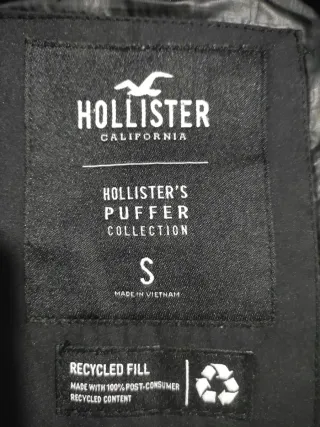 HOLLISTER
CALIFORNIA
HOLLISTER'S
PUFFER
COLLECTION
S
MADE IN VIETNAM
RECYCLED FILL
MADE WITH 100% POST-CONSUMER
RECYCLED CONTENT